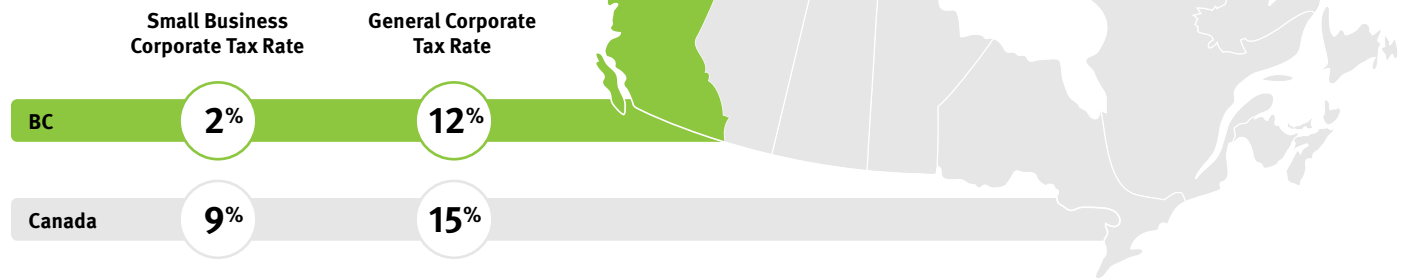 Small Business
Corporate Tax Rate
General Corporate
Tax Rate
BC 2% 12%
Canada 9% 15%